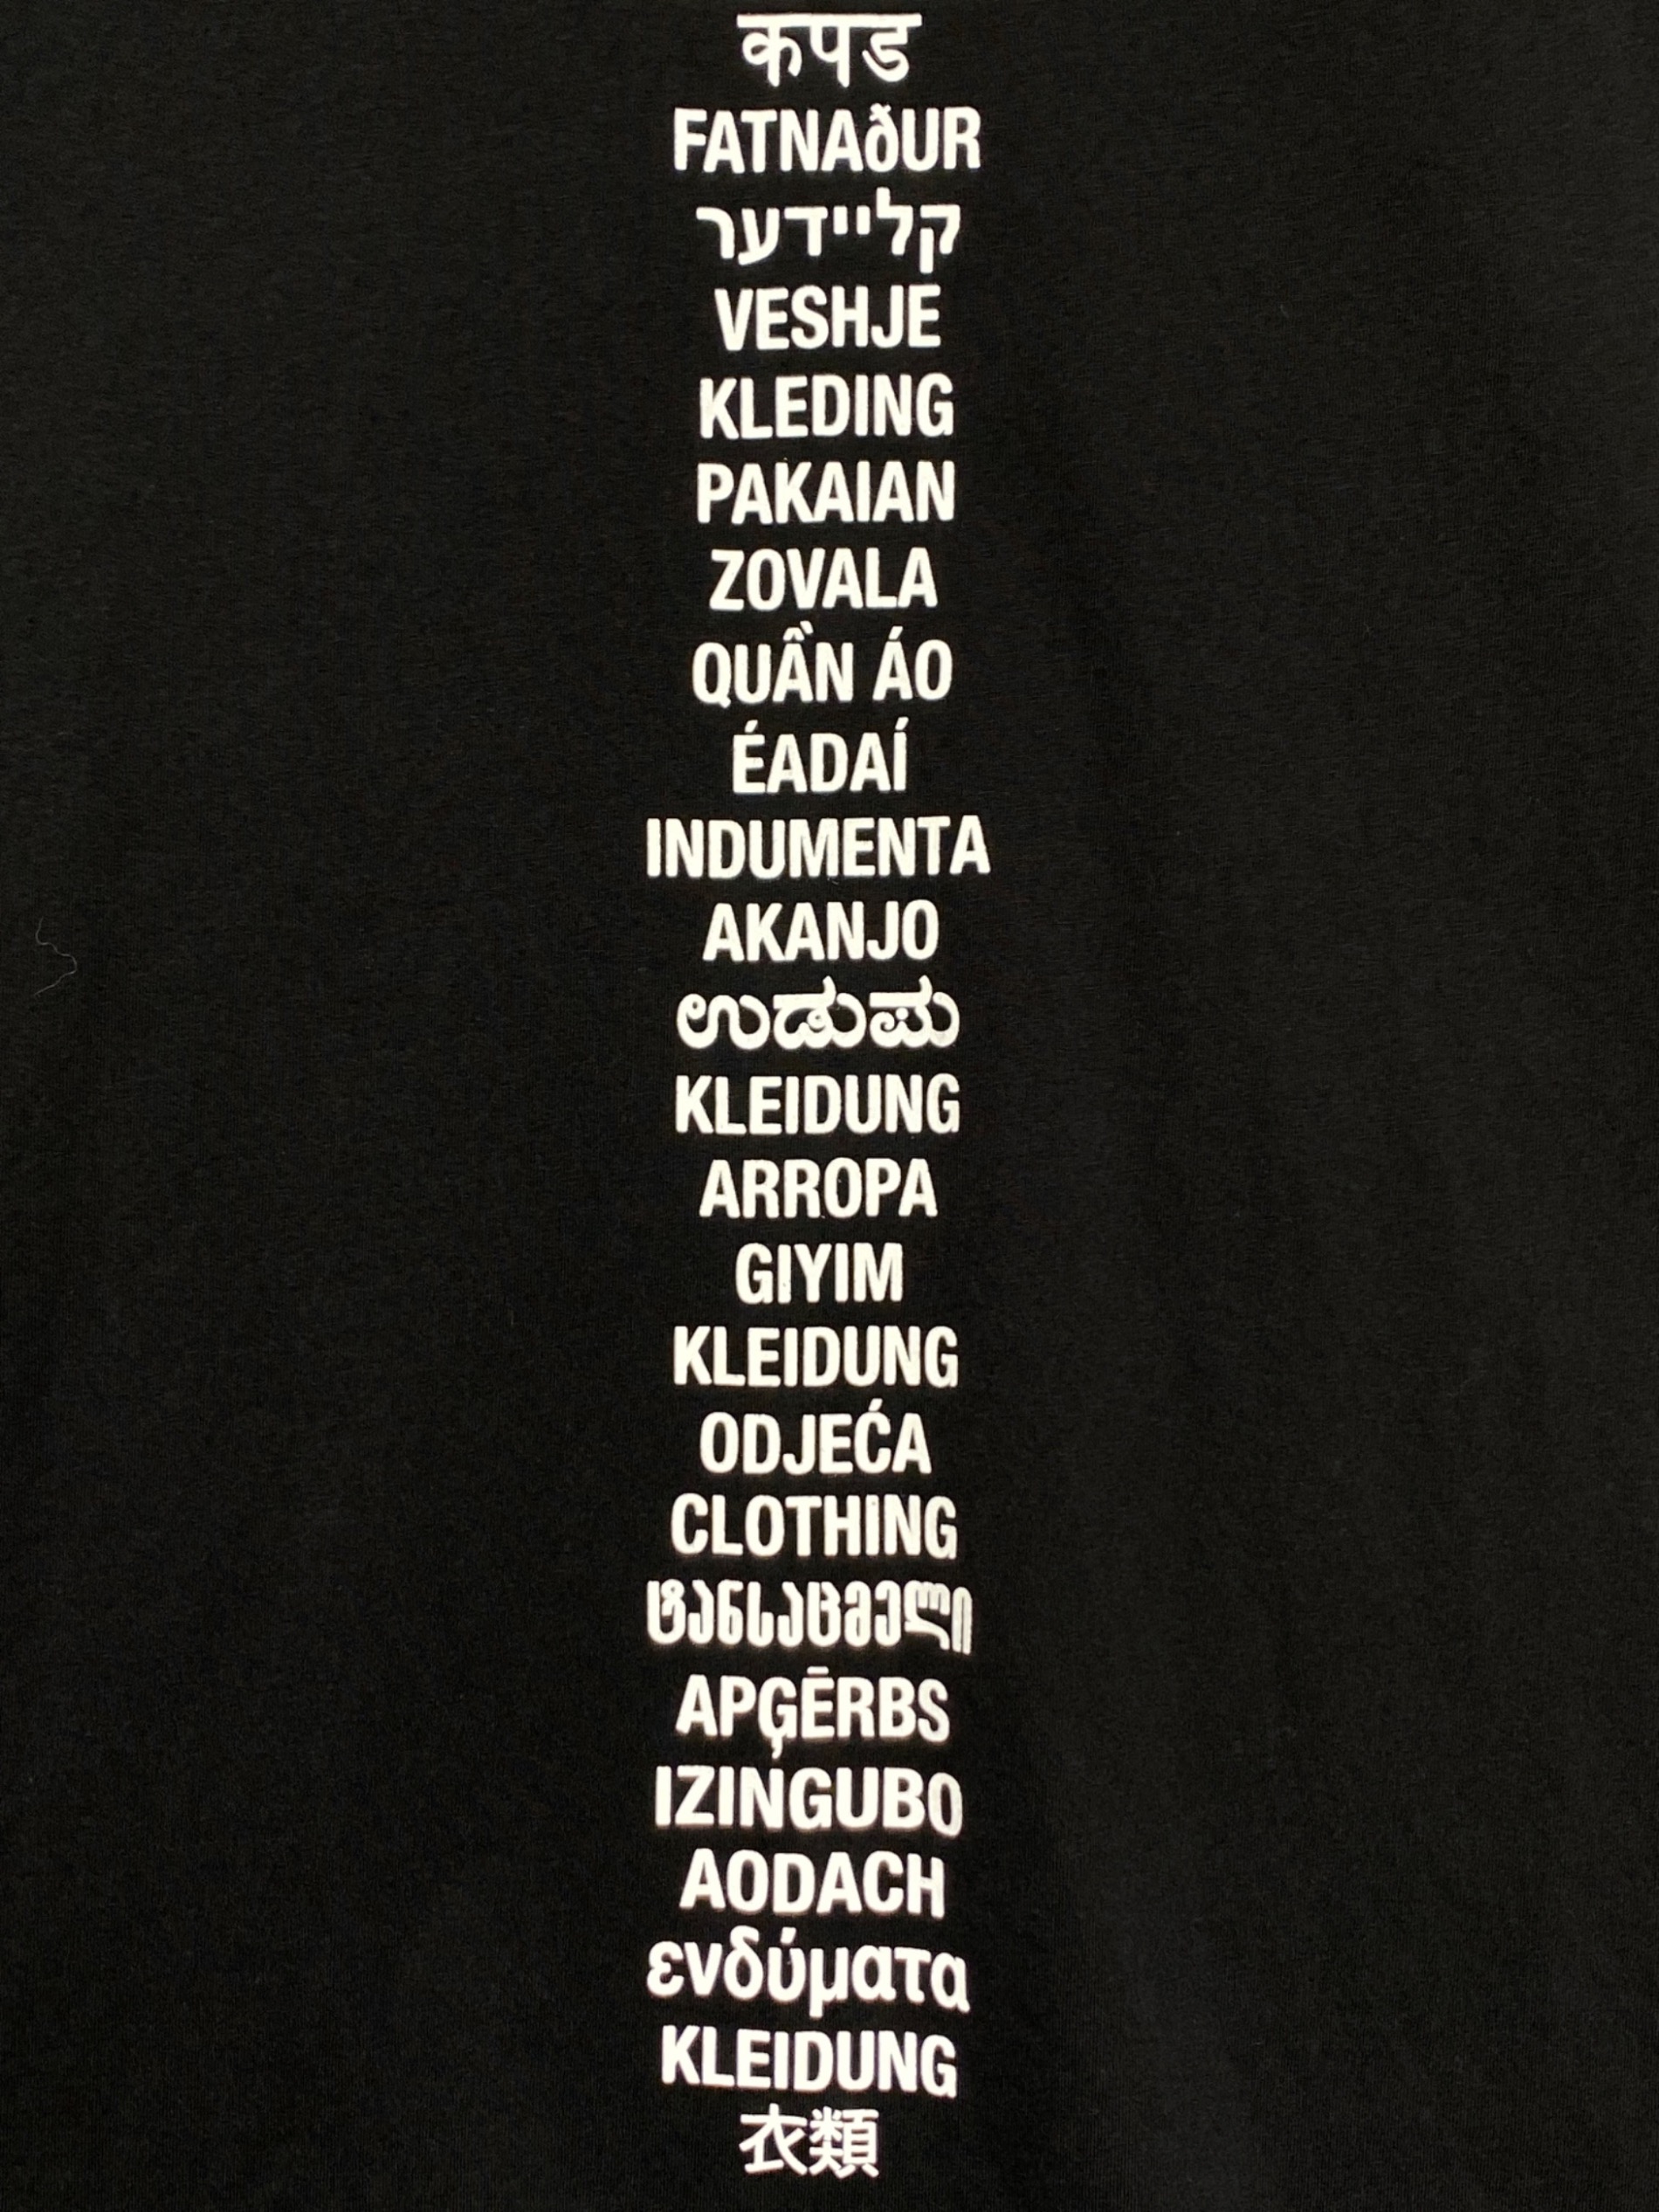 कपड
FATNAðUR
קליידער
VESHJE
KLEDING
PAKAIAN
ZOVALA
QUẦN ÁO
ÉADAÍ
INDUMENTA
AKANJO
ಉಡುಪು
KLEIDUNG
ARROPA
GIYIM
KLEIDUNG
ODJEĆA
CLOTHING
ტანსაცმელი
APĢĒRBS
IZINGUBO
AODACH
ενδύματα
KLEIDUNG
衣類